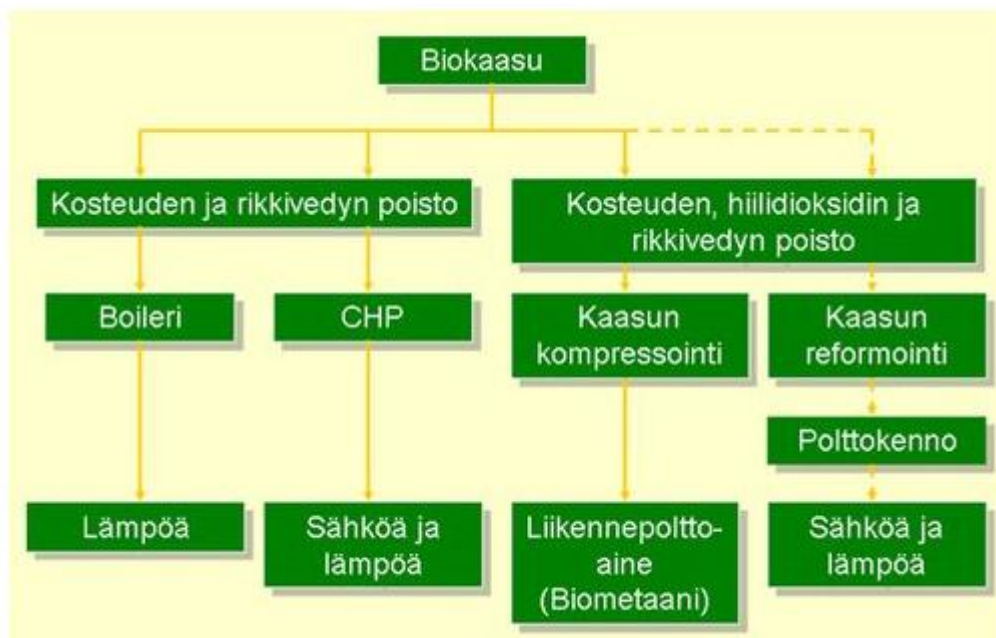 Biokaasu
Kosteuden ja rikkivedyn poisto
Kosteuden, hiilidioksidin ja
rikkivedyn poisto
Boileri
CHP
Kaasun
kompressointi
Kaasun
reformointi
Polttokenno
Lämpöä
Sähköä ja
lämpöä
Liikennepoltto-
aine
(Biometaani)
Sähköä ja
lämpöä